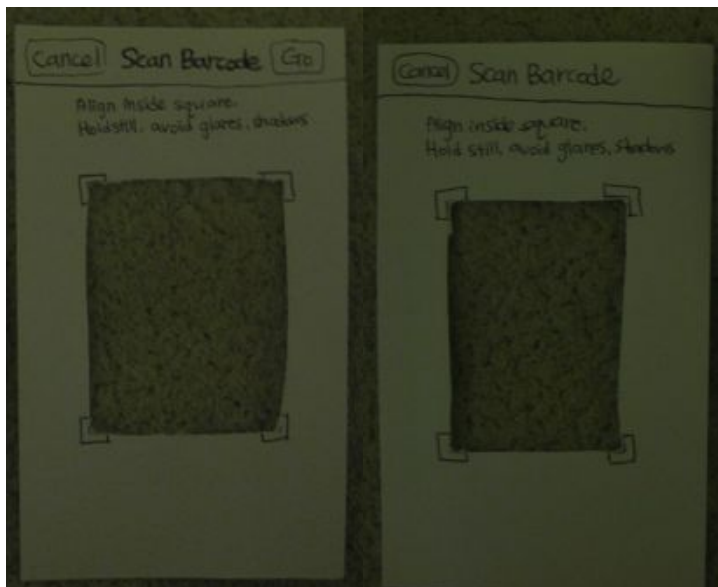 Cancel Scan Barcode Go
Align inside square.
Hold still, avoid glares, shadows
Cancel Scan Barcode
Align inside square.
Hold still, avoid glares, shadows